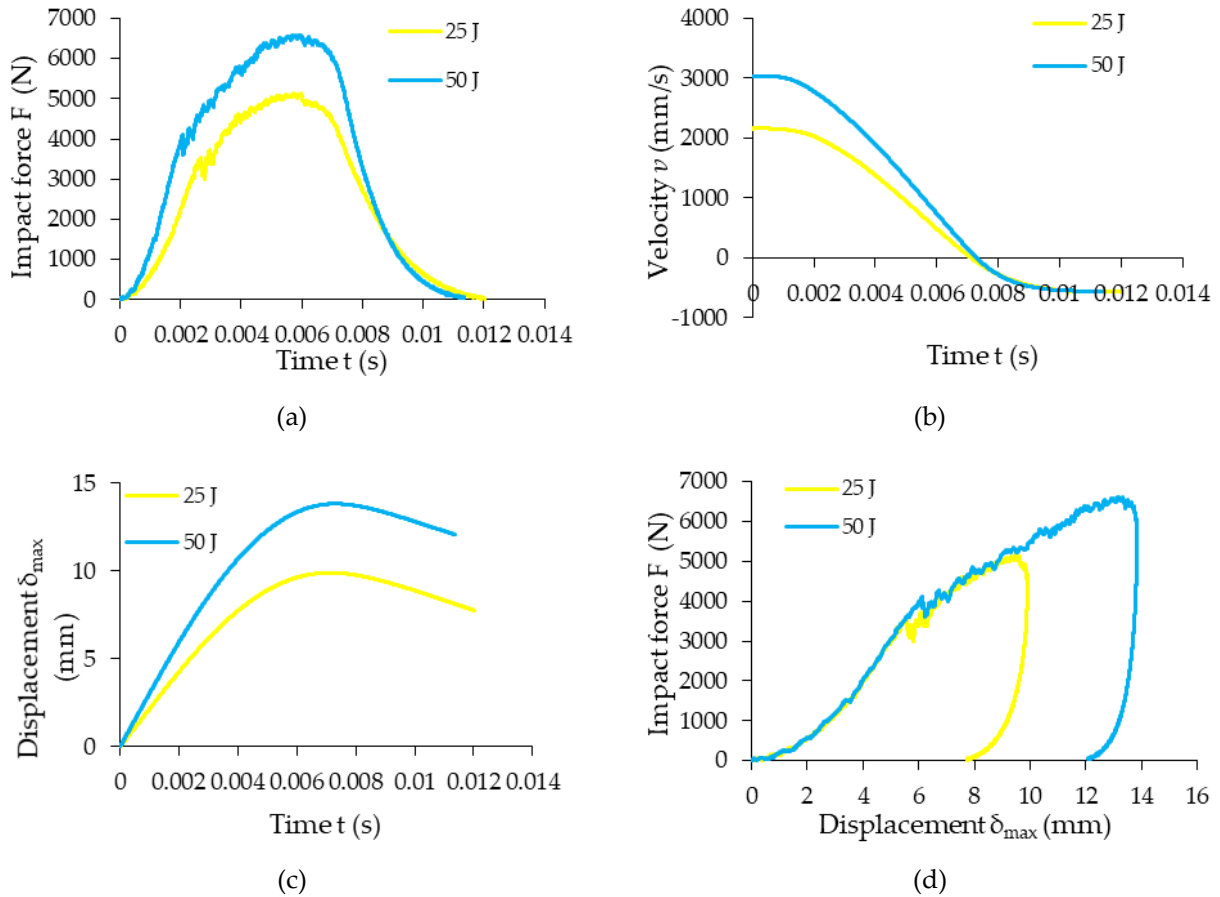 7000
6000
5000
4000
3000
2000
1000
0
Impact force F (N)
25 J
50 J
0 0.002 0.004 0.006 0.008 0.01 0.012 0.014
Time t (s)
(a)
4000
3000
2000
1000
0
-1000
Velocity v (mm/s)
25 J
50 J
0 0.002 0.004 0.006 0.008 0.01 0.012 0.014
Time t (s)
(b)
15
10
5
0
Displacement δmax
(mm)
25 J
50 J
0 0.002 0.004 0.006 0.008 0.01 0.012 0.014
Time t (s)
(c)
7000
6000
5000
4000
3000
2000
1000
0
Impact force F (N)
25 J
50 J
0 2 4 6 8 10 12 14 16
Displacement δmax (mm)
(d)